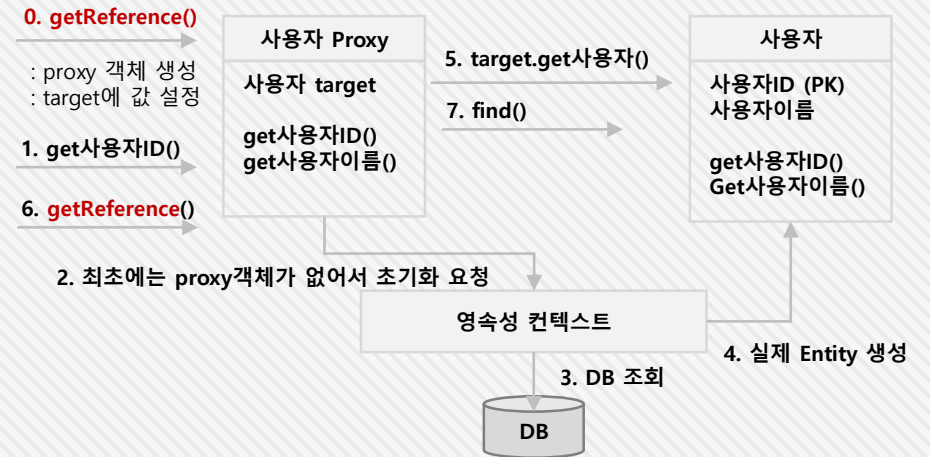 0. getReference()
: proxy 객체 생성
: target에 값 설정
1. get사용자ID()
6. getReference()
사용자 Proxy
사용자 target
get사용자ID()
get사용자이름()
5. target.get사용자()
7. find()
사용자
사용자ID (PK)
사용자이름
get사용자ID()
Get사용자이름()
2. 최초에는 proxy객체가 없어서 초기화 요청
영속성 컨텍스트
4. 실제 Entity 생성
3. DB 조회
DB